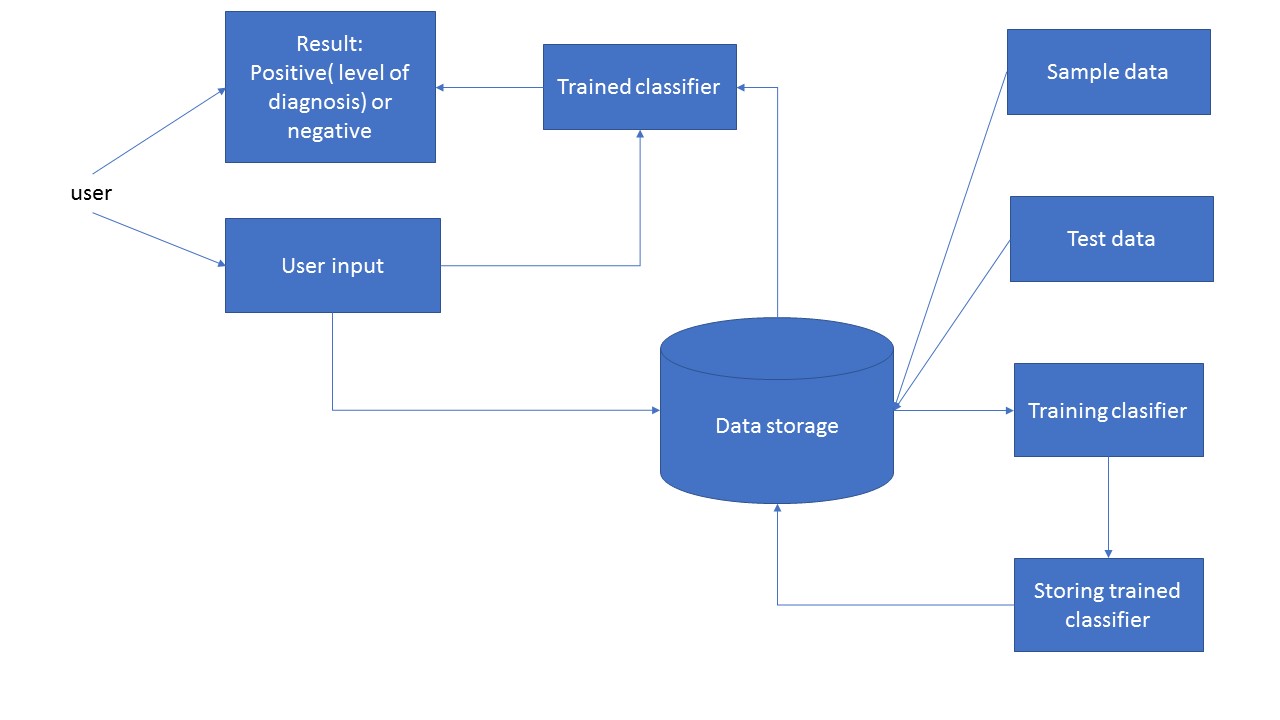 Result:
Positive( level of
diagnosis) or
negative
Trained classifier
Sample data
user
Test data
User input
Data storage
Training clasifier
Storing trained
classifier